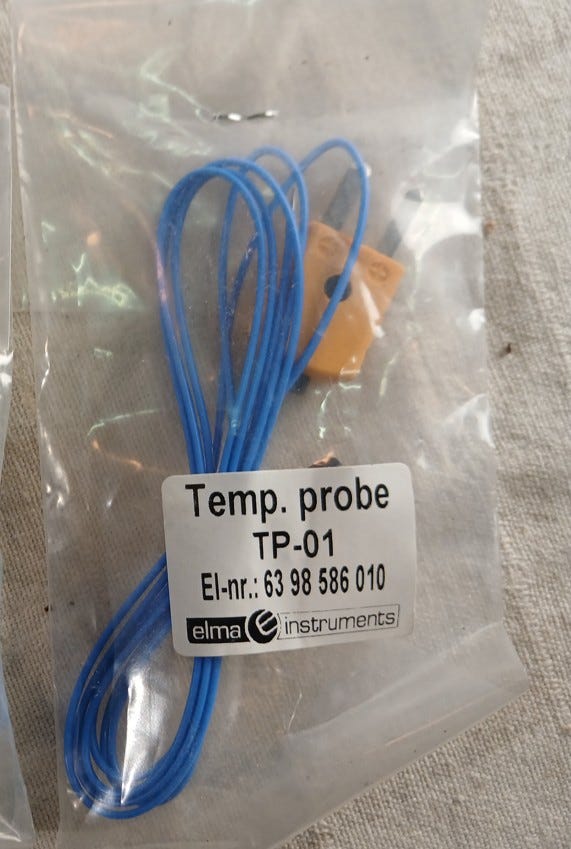 Temp. probe
TP-01
El-nr.: 63 98 586 010
elma instruments